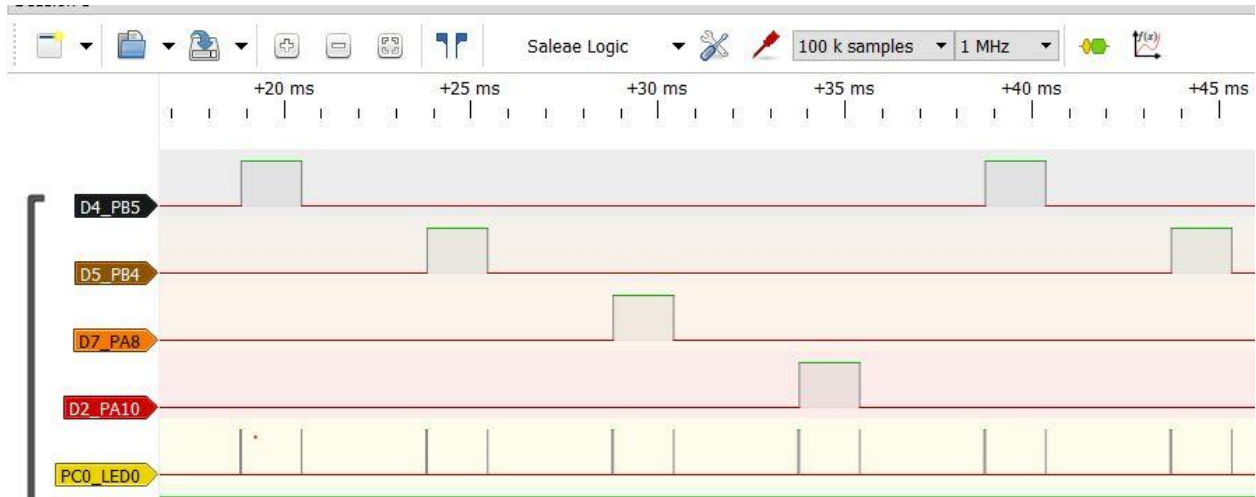 Saleae Logic 100 k samples 1 MHz
+20 ms +25 ms +30 ms +35 ms +40 ms +45 ms
D4_PB5
D5_PB4
D7_PA8
D2_PA10
PC0_LED0